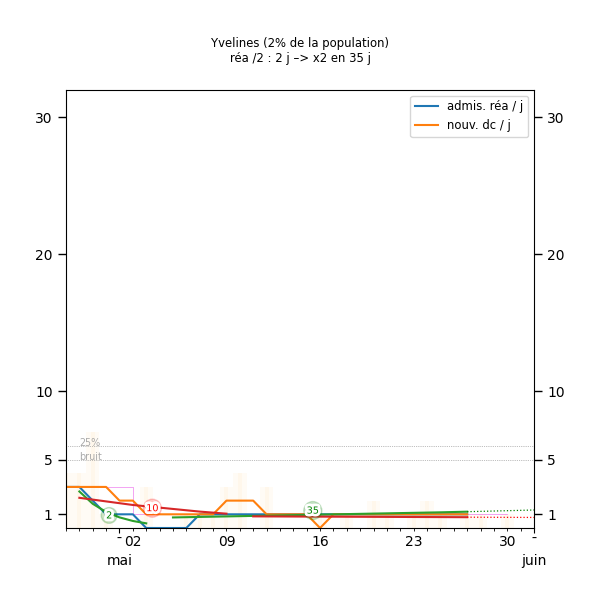 Yvelines (2% de la population)
réa /2 : 2 j –> x2 en 35 j
admis. réa / j
nouv. dc / j
30
30
20
20
10
10
25%
bruit
5
5
1
1
2
10
35
02
09
16
23
30
mai
juin